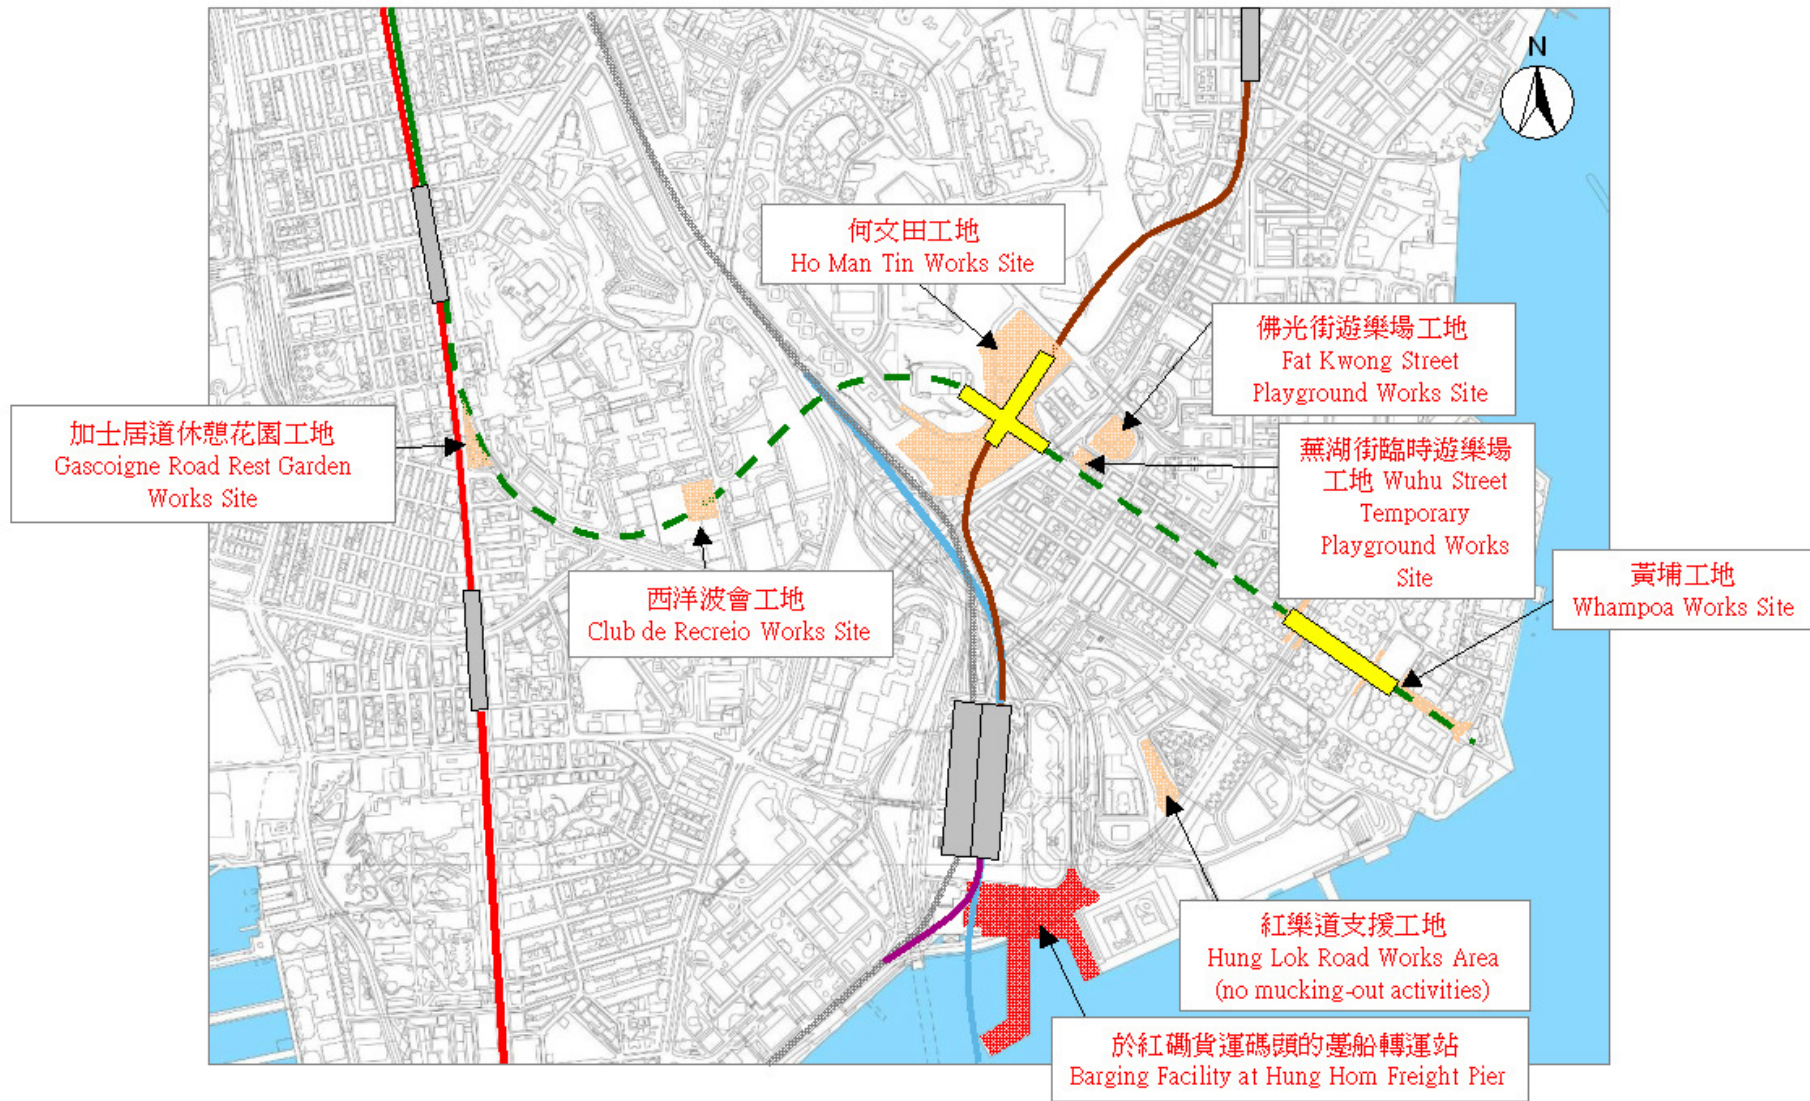 N
何文田工地
Ho Man Tin Works Site
佛光街遊樂場工地
Fat Kwong Street
Playground Works Site
加士居道休憩花園工地
Gascoigne Road Rest Garden
Works Site
蕪湖街臨時遊樂場
工地 Wuhu Street
Temporary
Playground Works
Site
西洋波會工地
Club de Recreio Works Site
黃埔工地
Whampoa Works Site
紅樂道支援工地
Hung Lok Road Works Area
(no mucking-out activities)
於紅磡貨運碼頭的躉船轉運站
Barging Facility at Hung Hom Freight Pier